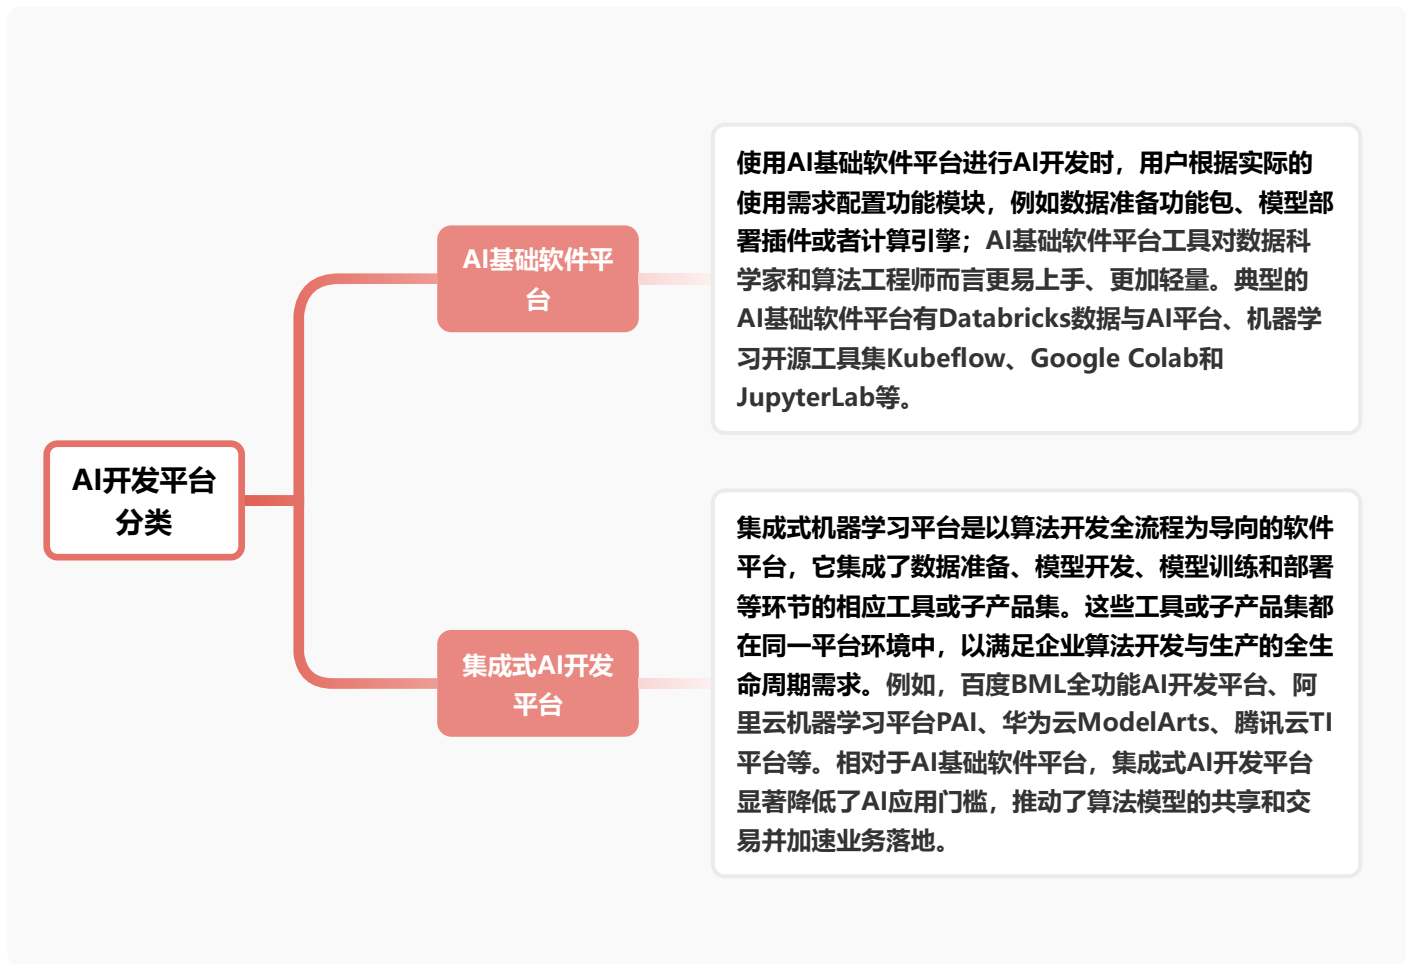 AI开发平台
分类
AI基础软件平
台
使用AI基础软件平台进行AI开发时，用户根据实际的
使用需求配置功能模块，例如数据准备功能包、模型部
署插件或者计算引擎；AI基础软件平台工具对数据科
学家和算法工程师而言更易上手、更加轻量。典型的
AI基础软件平台有Databricks数据与AI平台、机器学
习开源工具集Kubeflow、Google Colab和
JupyterLab等。
集成式AI开发
平台
集成式机器学习平台是以算法开发全流程为导向的软件
平台，它集成了数据准备、模型开发、模型训练和部署
等环节的相应工具或子产品集。这些工具或子产品集都
在同一平台环境中，以满足企业算法开发与生产的全生
命周期需求。例如，百度BML全功能AI开发平台、阿
里云机器学习平台PAI、华为云ModelArts、腾讯云TI
平台等。相对于AI基础软件平台，集成式AI开发平台
显著降低了AI应用门槛，推动了算法模型的共享和交
易并加速业务落地。